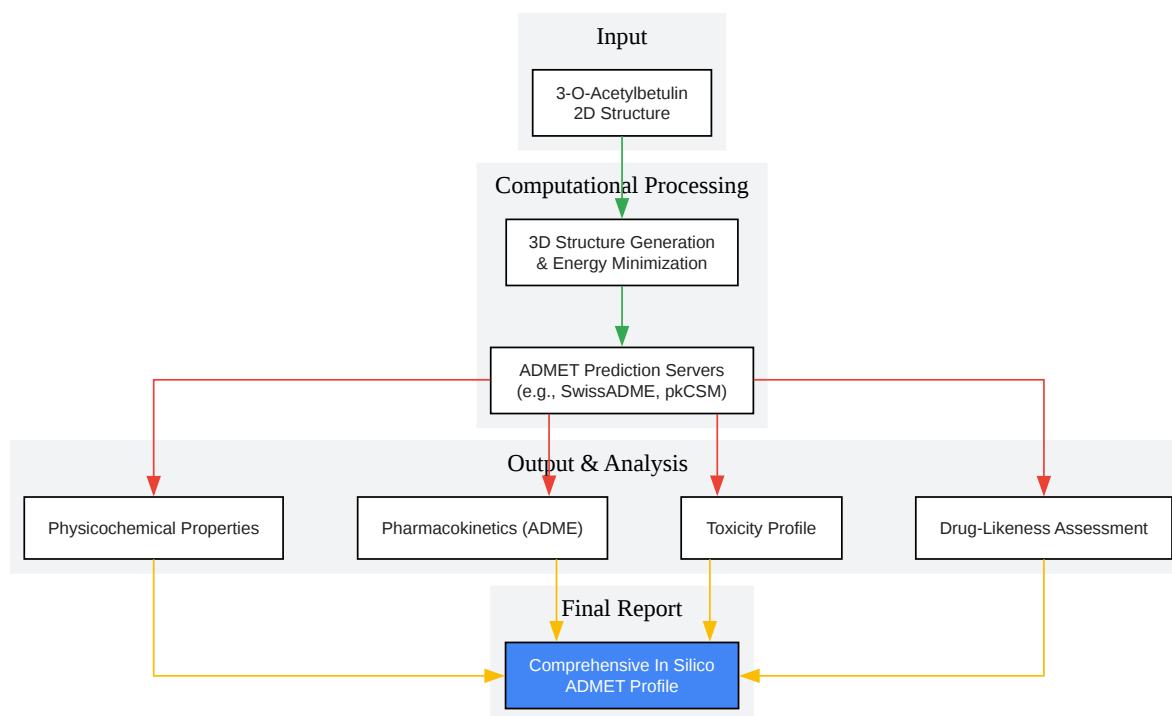 Input
3-O-Acetylbetulin
2D Structure
Computational Processing
3D Structure Generation
& Energy Minimization
ADMET Prediction Servers
(e.g., SwissADME, pkCSM)
Output & Analysis
Physicochemical Properties
Pharmacokinetics (ADME)
Toxicity Profile
Drug-Likeness Assessment
Final Report
Comprehensive In Silico
ADMET Profile